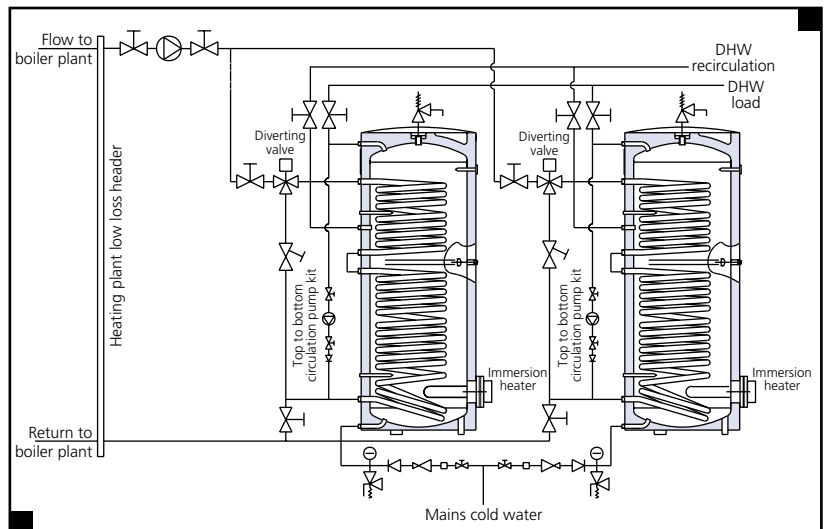 Flow to
boiler plant
DHW
recirculation
DHW
load
Diverting
valve
Diverting
valve
Heating plant low loss header
Top to bottom
circulation pump kit
Top to bottom
circulation pump kit
Immersion
heater
Immersion
heater
Return to
boiler plant
Mains cold water